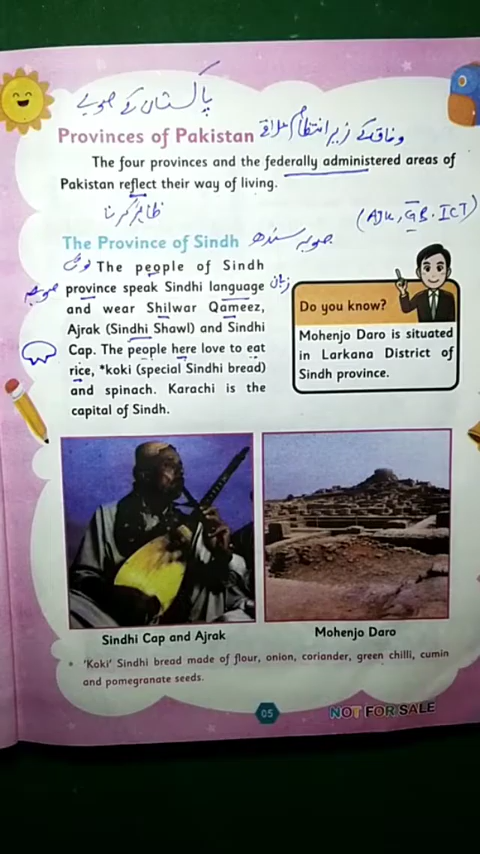 پاکستان کے صوبے
Provinces of Pakistan وفاق کے زیر انتظام علاقے
The four provinces and the federally administered areas of
Pakistan reflect their way of living.
ظاہر کرنا
(AJK, GB, ICT)
The Province of Sindh صوبہ سندھ
The people of Sindh
صوبہ province speak Sindhi language زبان
and wear Shilwar Qameez,
Ajrak (Sindhi Shawl) and Sindhi
Cap. The people here love to eat
rice, *koki (special Sindhi bread)
and spinach. Karachi is the
capital of Sindh.
Do you know?
Mohenjo Daro is situated
in Larkana District of
Sindh province.
Sindhi Cap and Ajrak
Mohenjo Daro
* 'Koki' Sindhi bread made of flour, onion, coriander, green chilli, cumin
and pomegranate seeds.
05
NOT FOR SALE